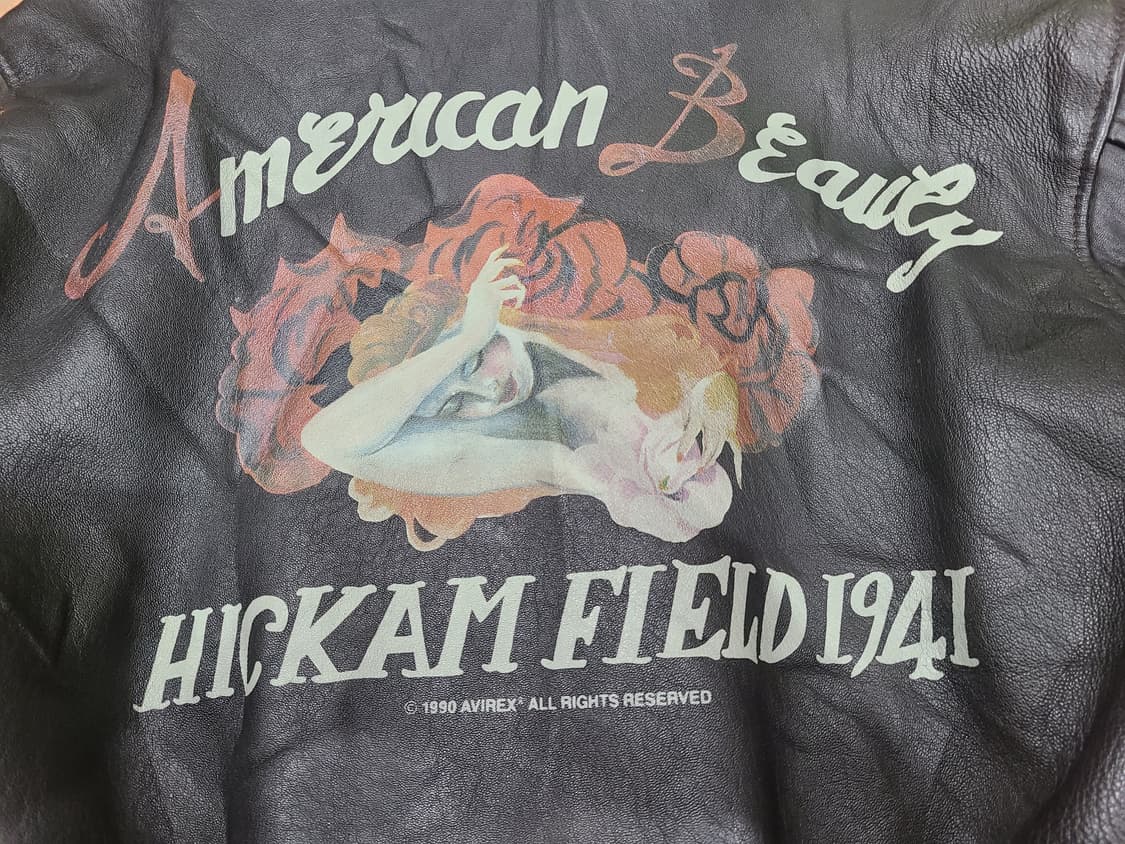 American Beauty
HICKAM FIELD 1941
© 1990 AVIREX* ALL RIGHTS RESERVED